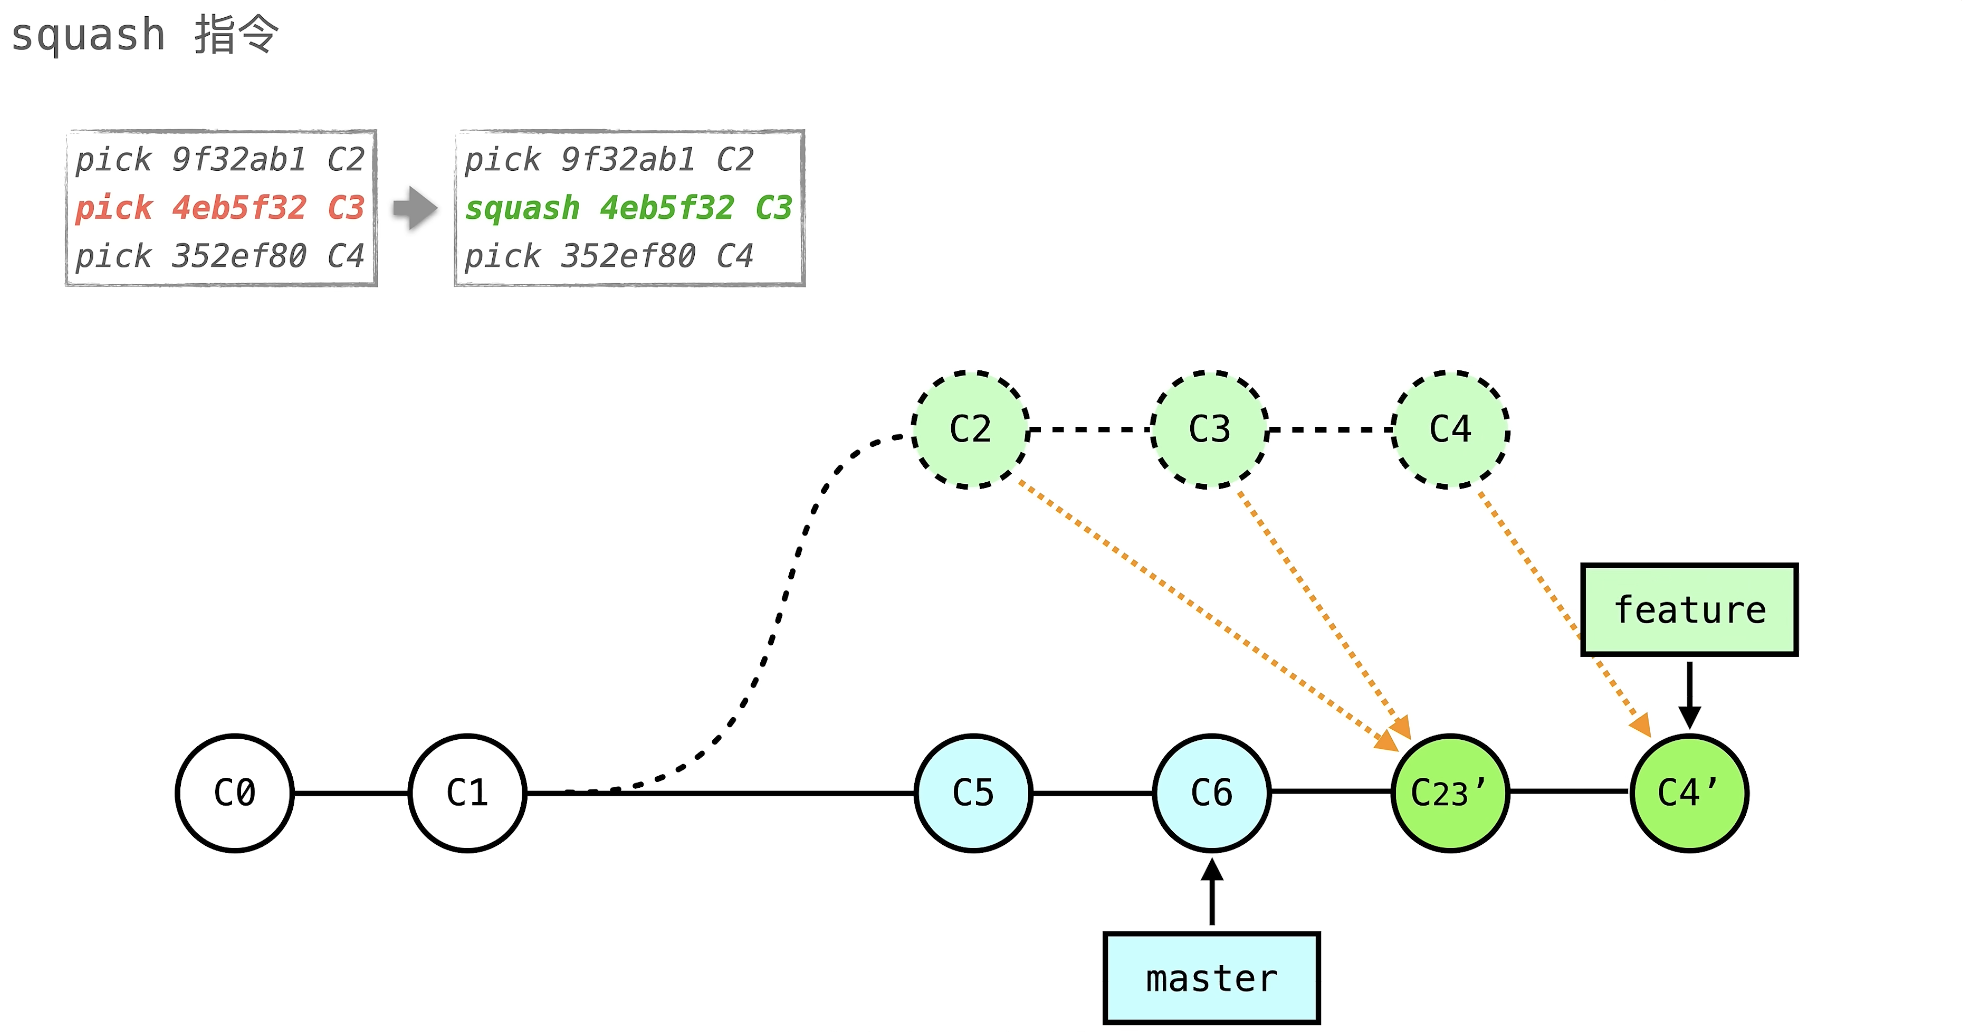 squash 指令
pick 9f32ab1 C2
pick 4eb5f32 C3
pick 352ef80 C4
pick 9f32ab1 C2
squash 4eb5f32 C3
pick 352ef80 C4
C2
C3
C4
feature
C0
C1
C5
C6
C23’
C4’
master